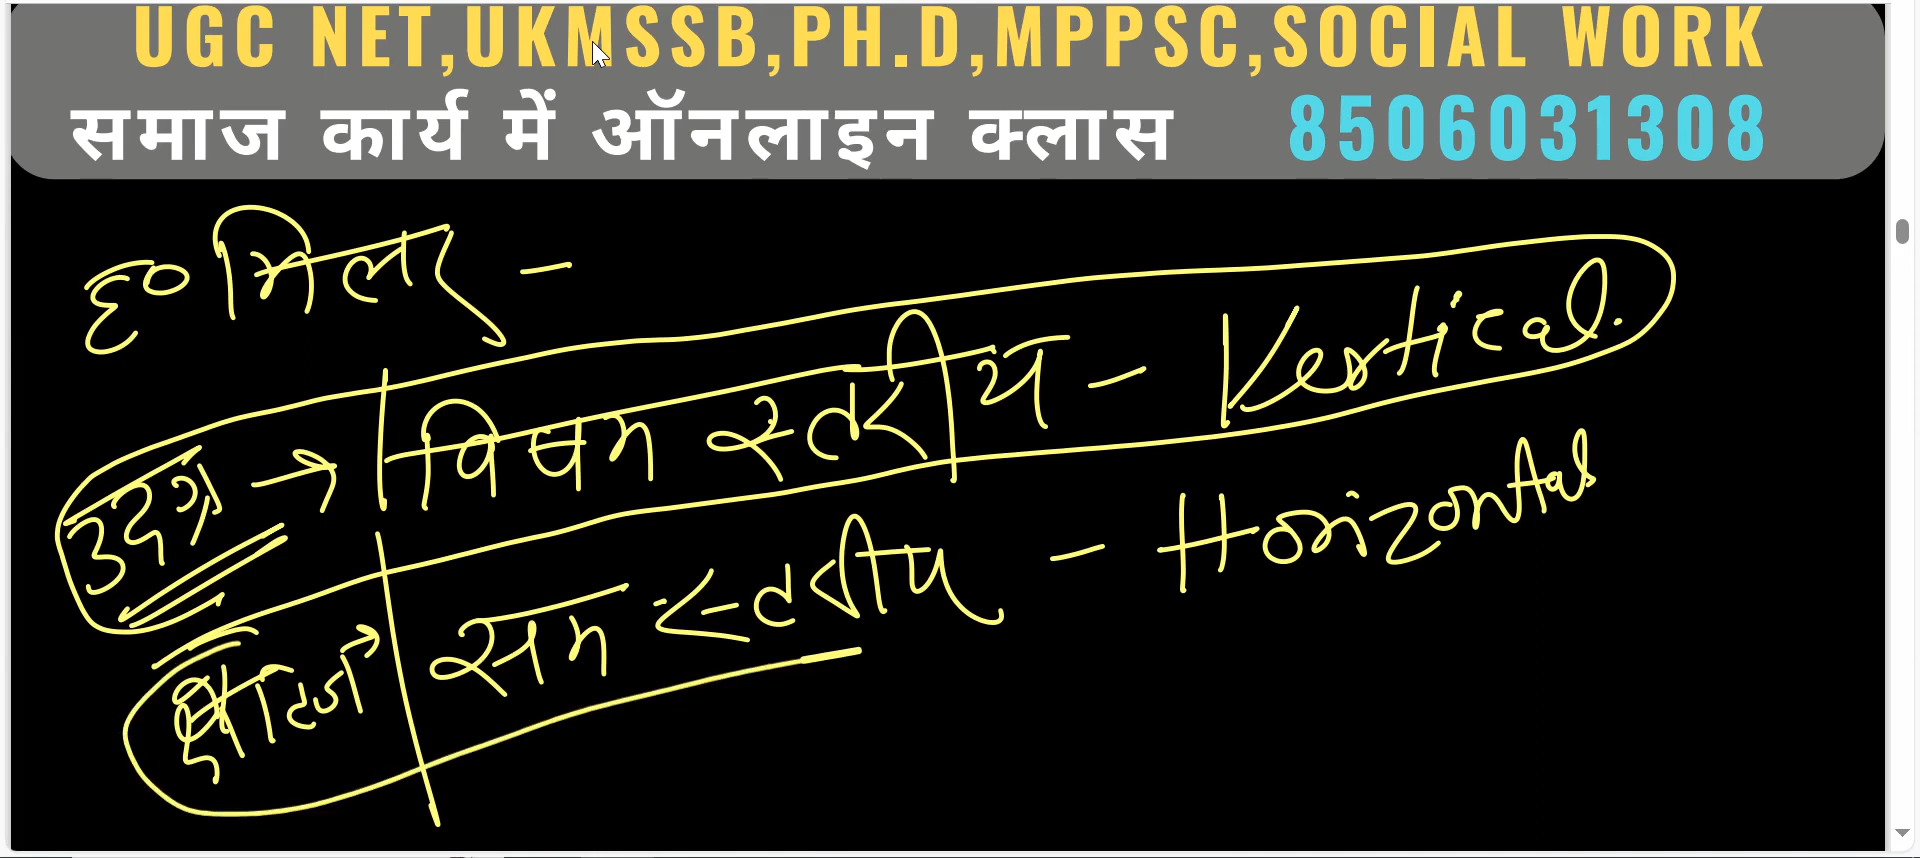 UGC NET,UKMSSB,PH.D,MPPSC,SOCIAL WORK
समाज कार्य में ऑनलाइन क्लास 8506031308
ह० मिलर -
उदग्र → विषम स्तरीय - Vertical.
क्षैतिज → सम स्तरीय - Horizontal